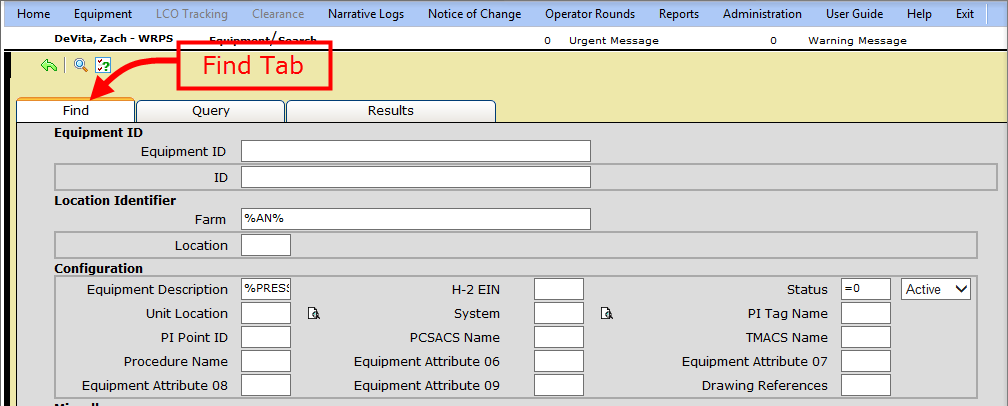 Home Equipment LCO Tracking Clearance Narrative Logs Notice of Change Operator Rounds Reports Administration User Guide Help Exit
DeVita, Zach - WRPS Equipment/Search 0 Urgent Message 0 Warning Message
Find Tab
Find Query Results
Equipment ID
Equipment ID
ID
Location Identifier
Farm %AN%
Location
Configuration
Equipment Description %PRESS H-2 EIN Status =0 Active
Unit Location System PI Tag Name
PI Point ID PCSACS Name TMACS Name
Procedure Name Equipment Attribute 06 Equipment Attribute 07
Equipment Attribute 08 Equipment Attribute 09 Drawing References